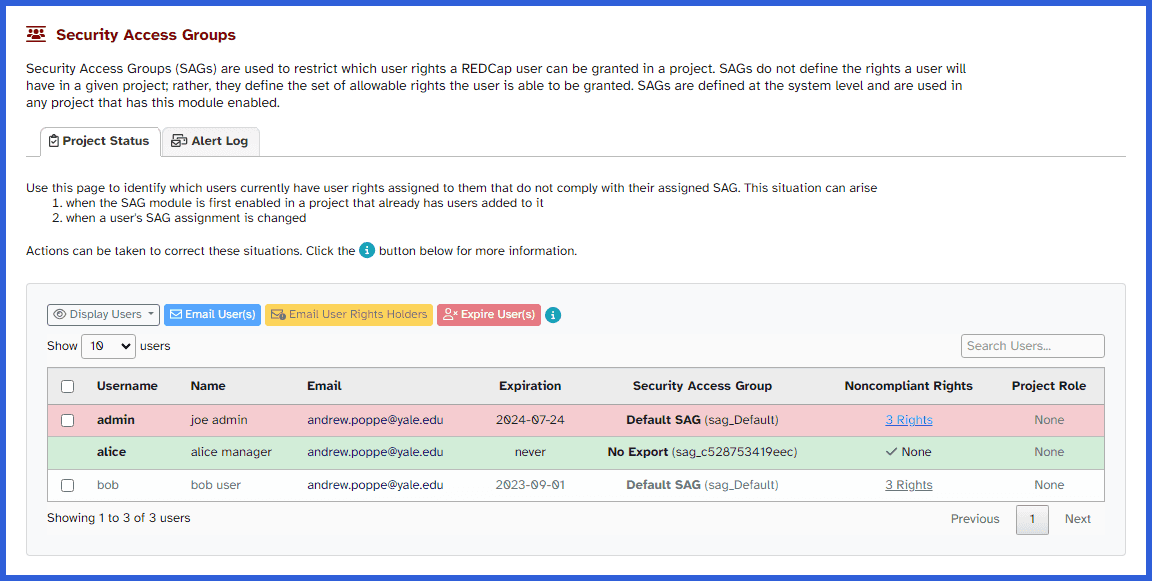 Security Access Groups
Security Access Groups (SAGs) are used to restrict which user rights a REDCap user can be granted in a project. SAGs do not define the rights a user will
have in a given project; rather, they define the set of allowable rights the user is able to be granted. SAGs are defined at the system level and are used in
any project that has this module enabled.
Project Status Alert Log
Use this page to identify which users currently have user rights assigned to them that do not comply with their assigned SAG. This situation can arise
1. when the SAG module is first enabled in a project that already has users added to it
2. when a user's SAG assignment is changed
Actions can be taken to correct these situations. Click the i button below for more information.
Display Users Email User(s) Email User Rights Holders Expire User(s) i
Show 10 users Search Users...
Username Name Email Expiration Security Access Group Noncompliant Rights Project Role
admin joe admin andrew.poppe@yale.edu 2024-07-24 Default SAG (sag_Default) 3 Rights None
alice alice manager andrew.poppe@yale.edu never No Export (sag_c528753419eec) None None
bob bob user andrew.poppe@yale.edu 2023-09-01 Default SAG (sag_Default) 3 Rights None
Showing 1 to 3 of 3 users Previous 1 Next